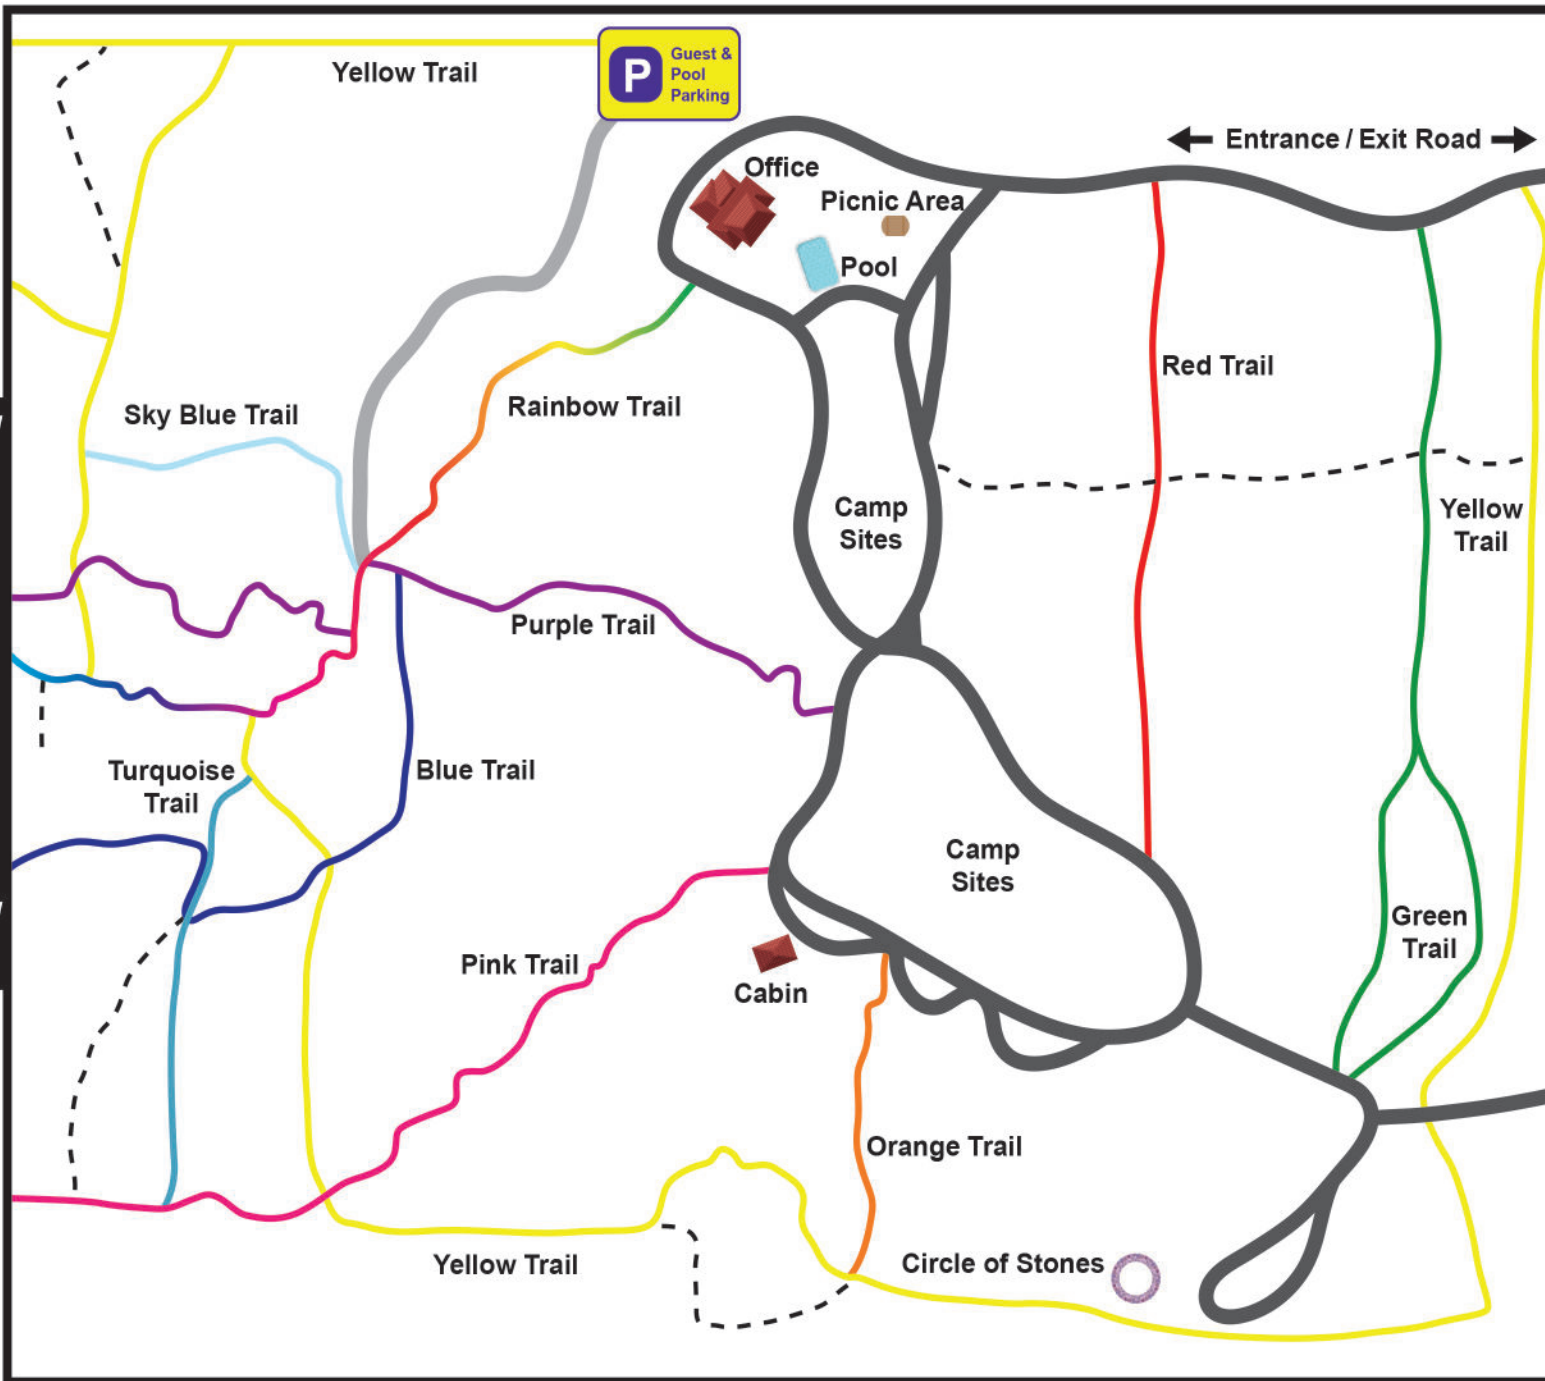 Yellow Trail
P
Guest &
Pool
Parking
Entrance / Exit Road
Office
Picnic Area
Pool
Red Trail
Sky Blue Trail
Rainbow Trail
Camp
Sites
Yellow
Trail
Purple Trail
Turquoise
Trail
Blue Trail
Camp
Sites
Green
Trail
Pink Trail
Cabin
Orange Trail
Yellow Trail
Circle of Stones